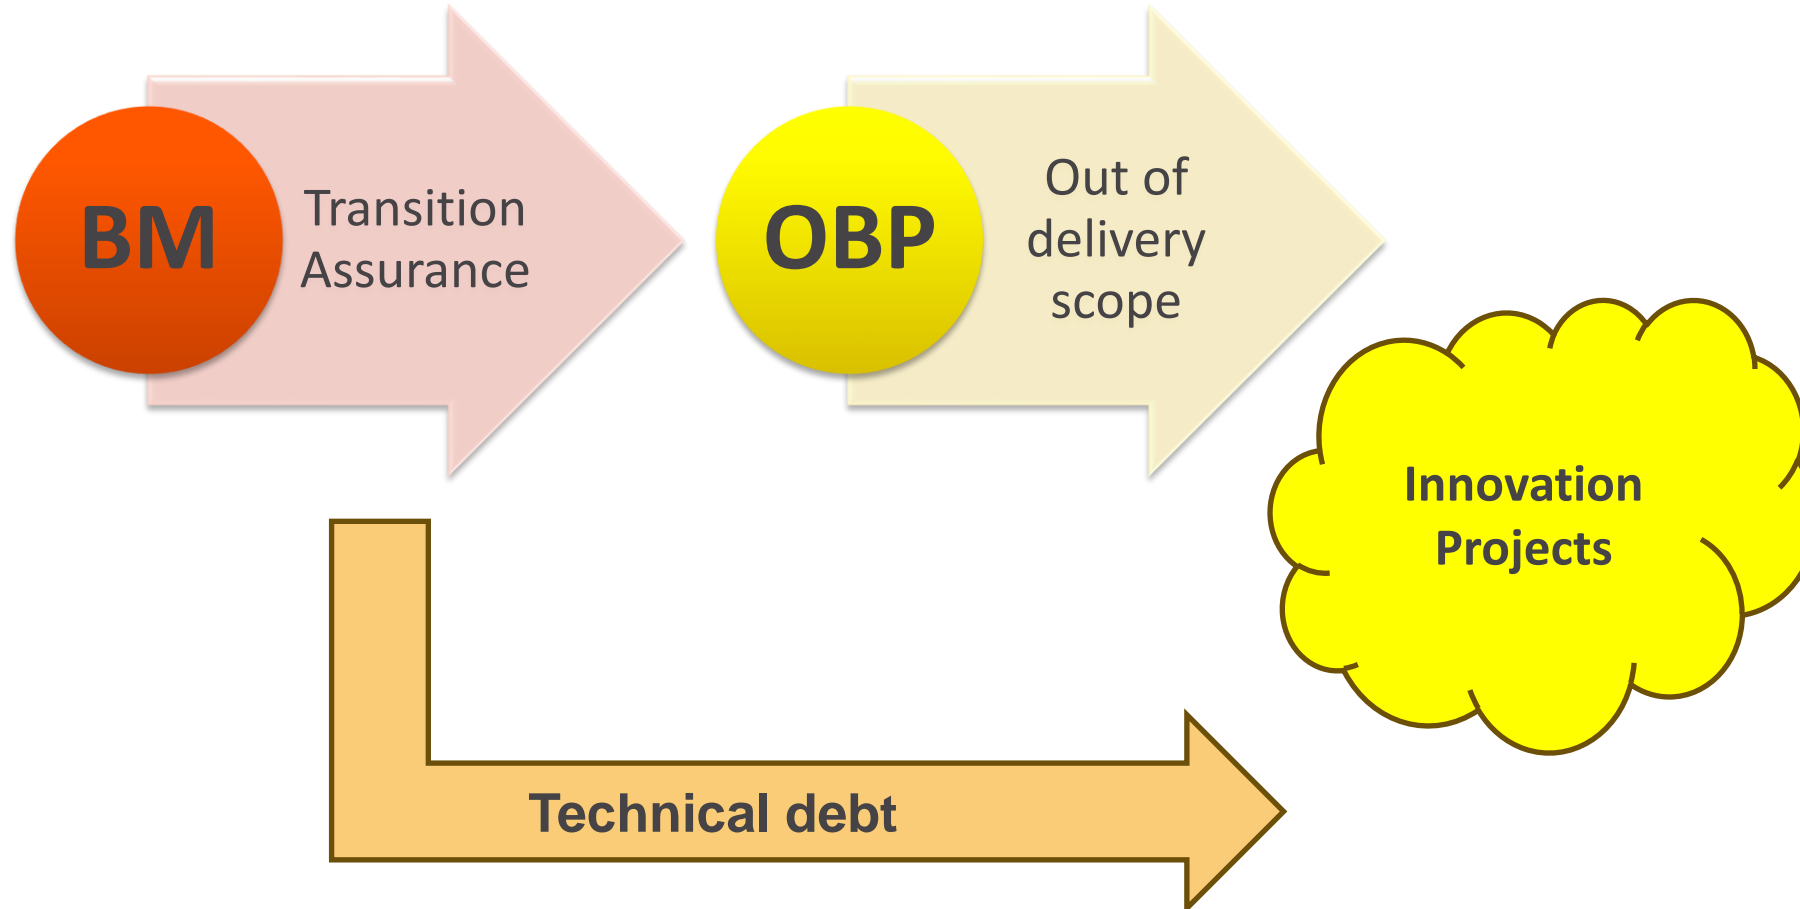 BM
Transition
Assurance
OBP
Out of
delivery
scope
Innovation
Projects
Technical debt